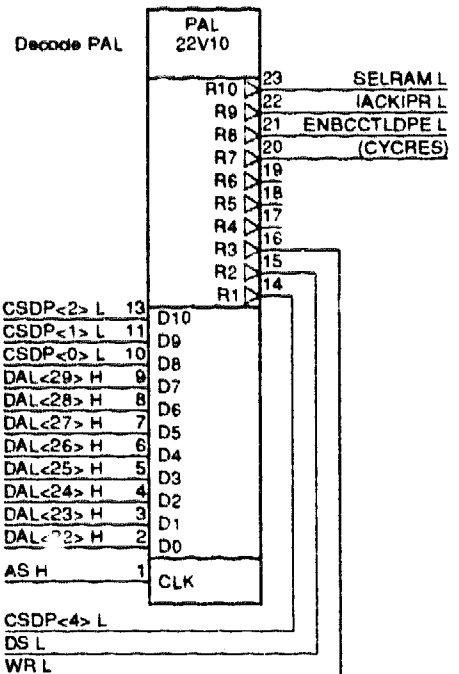 Decode PAL
PAL
22V10
R10 23 SELRAM L
R9 22 IACKIPR L
R8 21 ENBCCTLDPE L
R7 20 (CYCRES)
R6 19
R5 18
R4 17
R3 16
R2 15
R1 14
CSDP<2> L 13 D10
CSDP<1> L 11 D9
CSDP<0> L 10 D8
DAL<29> H 9 D7
DAL<28> H 8 D6
DAL<27> H 7 D5
DAL<26> H 6 D4
DAL<25> H 5 D3
DAL<24> H 4 D2
DAL<23> H 3 D1
DAL<22> H 2 D0
AS H 1 CLK
CSDP<4> L
DS L
WR L